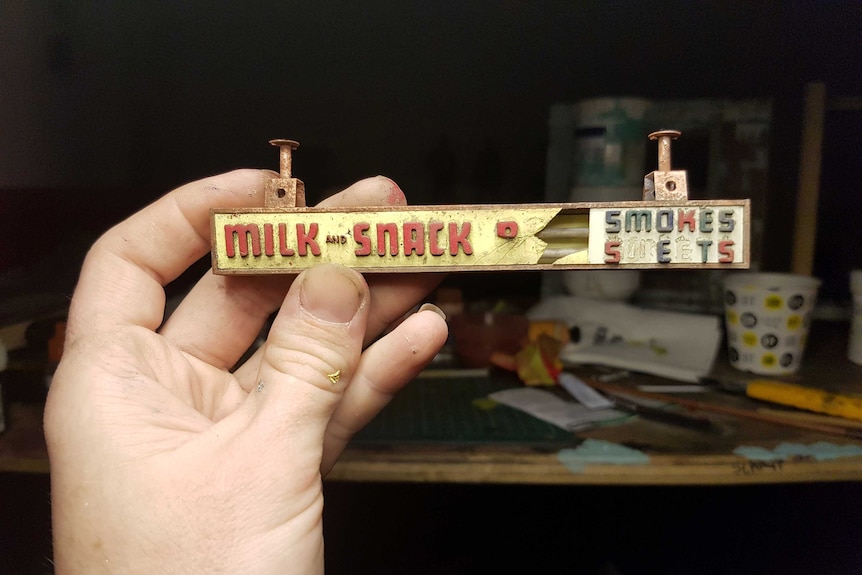 MILK AND SNACK B
SMOKES
SWEETS